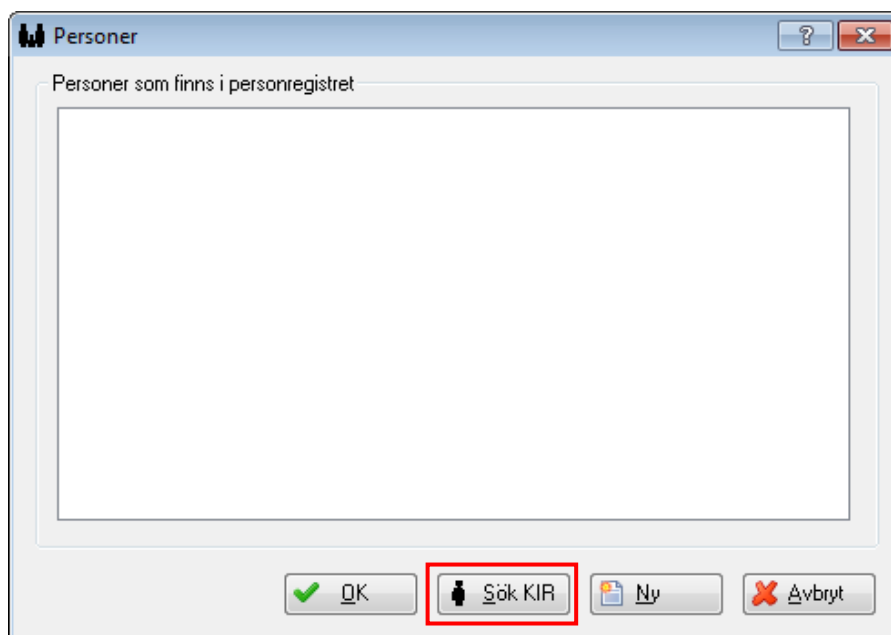 Personer
Personer som finns i personregistret
OK
Sök KIR
Ny
Avbryt